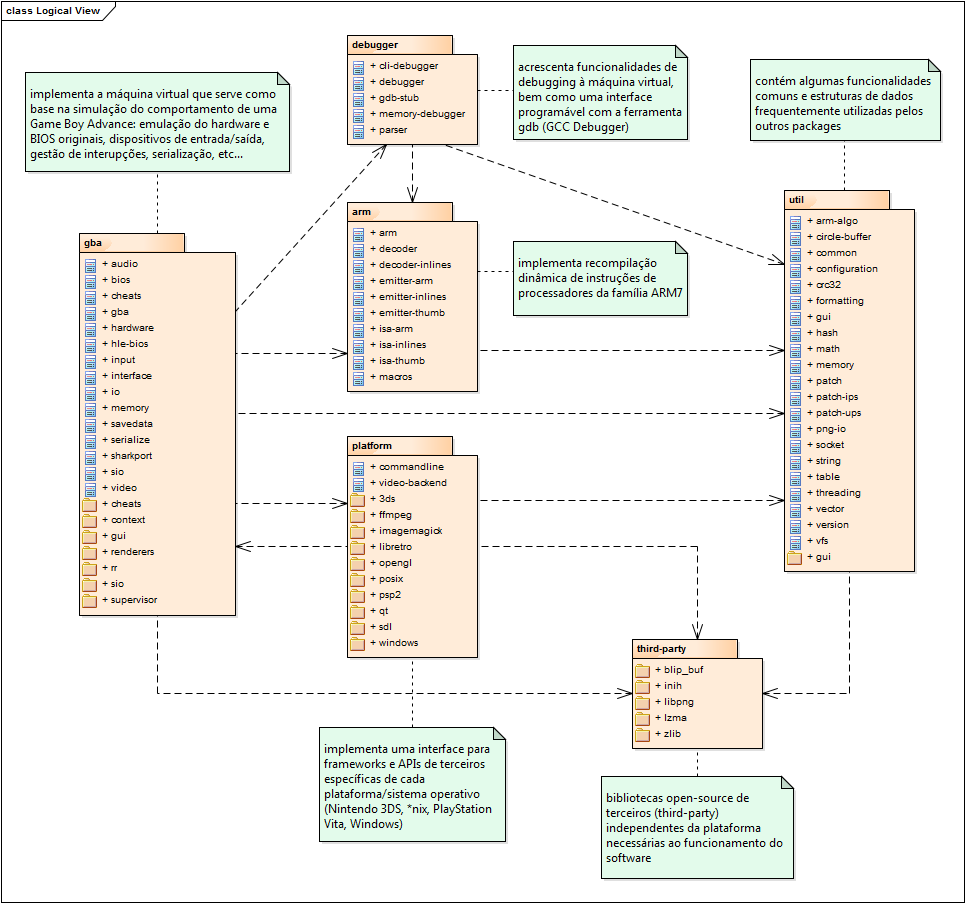 class Logical View
implementa a máquina virtual que serve como
base na simulação do comportamento de uma
Game Boy Advance: emulação do hardware e
BIOS originais, dispositivos de entrada/saída,
gestão de interupções, serialização, etc...
debugger
+ cli-debugger
+ debugger
+ gdb-stub
+ memory-debugger
+ parser
acrescenta funcionalidades de
debugging à máquina virtual,
bem como uma interface
programável com a ferramenta
gdb (GCC Debugger)
contém algumas funcionalidades
comuns e estruturas de dados
frequentemente utilizadas pelos
outros packages
gba
+ audio
+ bios
+ cheats
+ gba
+ hardware
+ hle-bios
+ input
+ interface
+ io
+ memory
+ savedata
+ serialize
+ sharkport
+ sio
+ video
+ cheats
+ context
+ gui
+ renderers
+ rr
+ sio
+ supervisor
arm
+ arm
+ decoder
+ decoder-inlines
+ emitter-arm
+ emitter-inlines
+ emitter-thumb
+ isa-arm
+ isa-inlines
+ isa-thumb
+ macros
implementa recompilação
dinâmica de instruções de
processadores da família ARM7
util
+ arm-algo
+ circle-buffer
+ common
+ configuration
+ crc32
+ formatting
+ gui
+ hash
+ math
+ memory
+ patch
+ patch-ips
+ patch-ups
+ png-io
+ socket
+ string
+ table
+ threading
+ vector
+ version
+ vfs
+ gui
platform
+ commandline
+ video-backend
+ 3ds
+ ffmpeg
+ imagemagick
+ libretro
+ opengl
+ posix
+ psp2
+ qt
+ sdl
+ windows
third-party
+ blip_buf
+ inih
+ libpng
+ lzma
+ zlib
implementa uma interface para
frameworks e APIs de terceiros
específicas de cada
plataforma/sistema operativo
(Nintendo 3DS, *nix, PlayStation
Vita, Windows)
bibliotecas open-source de
terceiros (third-party)
independentes da plataforma
necessárias ao funcionamento do
software